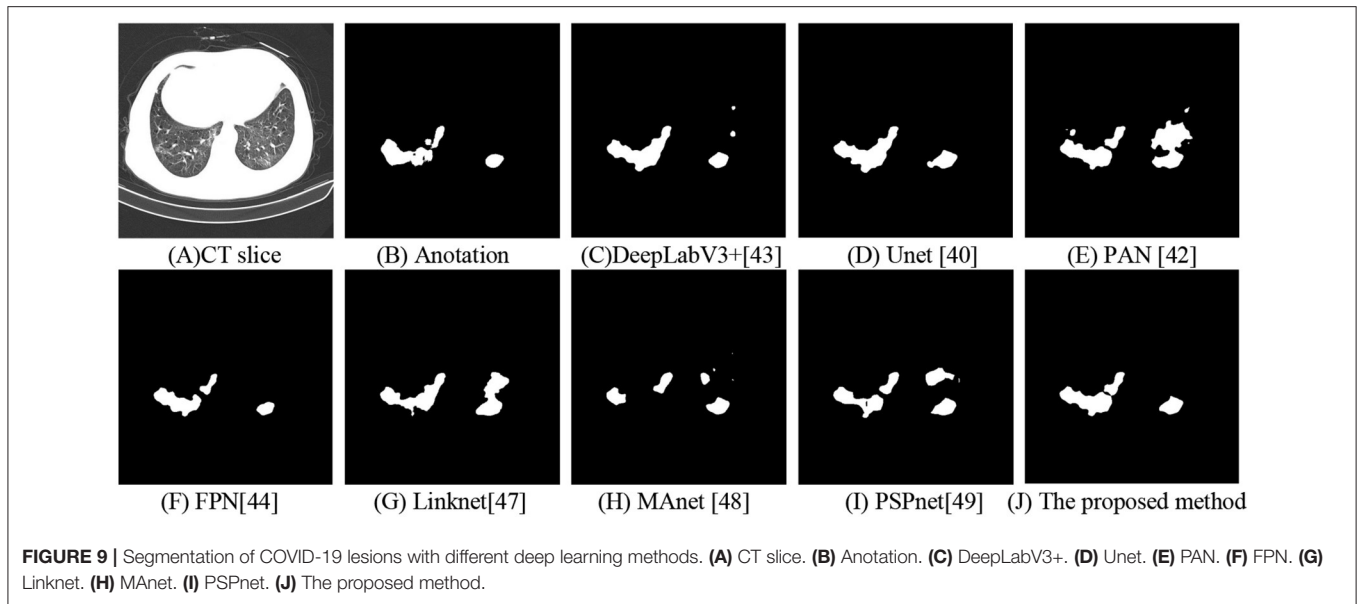 (A)CT slice
(B) Anotation
(C)DeepLabV3+[43]
(D) Unet [40]
(E) PAN [42]
(F) FPN[44]
(G) Linknet[47]
(H) MAnet [48]
(I) PSPnet[49]
(J) The proposed method
FIGURE 9 | Segmentation of COVID-19 lesions with different deep learning methods. (A) CT slice. (B) Anotation. (C) DeepLabV3+. (D) Unet. (E) PAN. (F) FPN. (G)
Linknet. (H) MAnet. (I) PSPnet. (J) The proposed method.